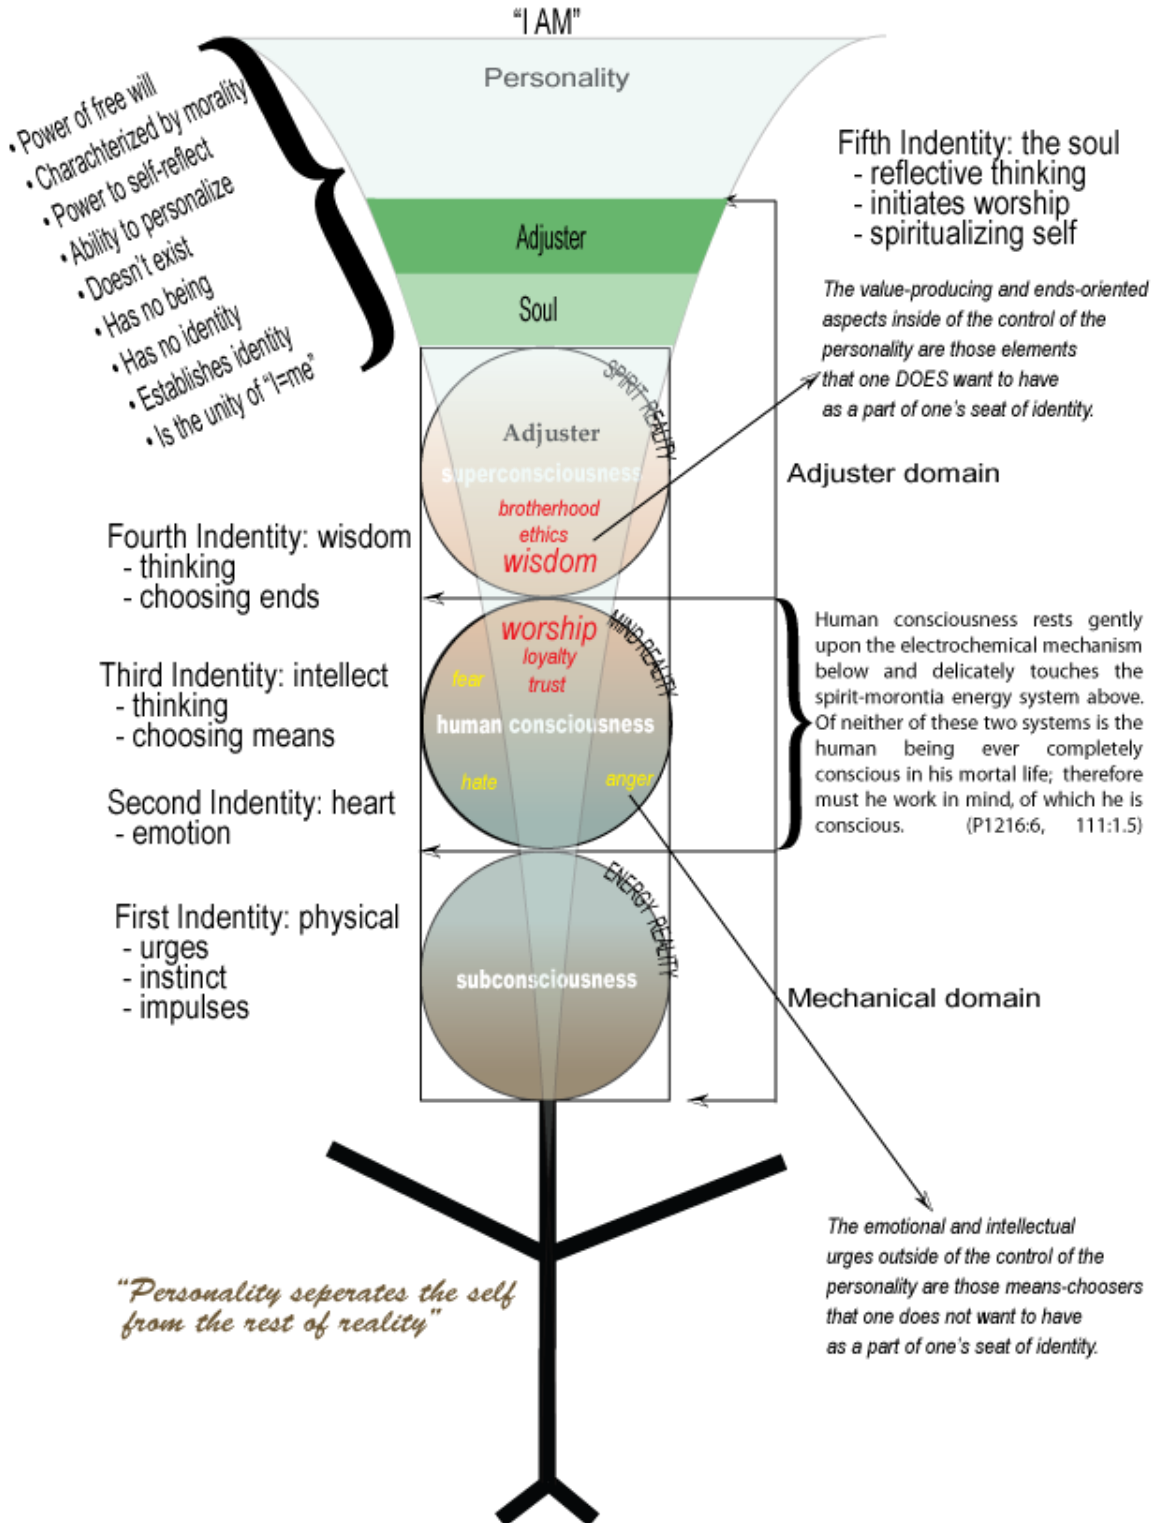 “I AM”
Personality
• Power of free will
• Charachterized by morality
• Power to self-reflect
• Ability to personalize
• Doesn’t exist
• Has no being
• Has no identity
• Establishes identity
• Is the unity of “I=me”
Fifth Indentity: the soul
- reflective thinking
- initiates worship
- spiritualizing self
Adjuster
Soul
The value-producing and ends-oriented
aspects inside of the control of the
personality are those elements
that one DOES want to have
as a part of one’s seat of identity.
SPIRIT REALITY
Adjuster
superconsciousness
brotherhood
ethics
wisdom
Adjuster domain
Fourth Indentity: wisdom
- thinking
- choosing ends
MIND REALITY
worship
loyalty
trust
fear
human consciousness
hate
anger
Human consciousness rests gently
upon the electrochemical mechanism
below and delicately touches the
spirit-morontia energy system above.
Of neither of these two systems is the
human being ever completely
conscious in his mortal life; therefore
must he work in mind, of which he is
conscious. (P1216:6, 111:1.5)
Third Indentity: intellect
- thinking
- choosing means
Second Indentity: heart
- emotion
ENERGY REALITY
subconsciousness
First Indentity: physical
- urges
- instinct
- impulses
Mechanical domain
The emotional and intellectual
urges outside of the control of the
personality are those means-choosers
that one does not want to have
as a part of one’s seat of identity.
“Personality seperates the self
from the rest of reality”